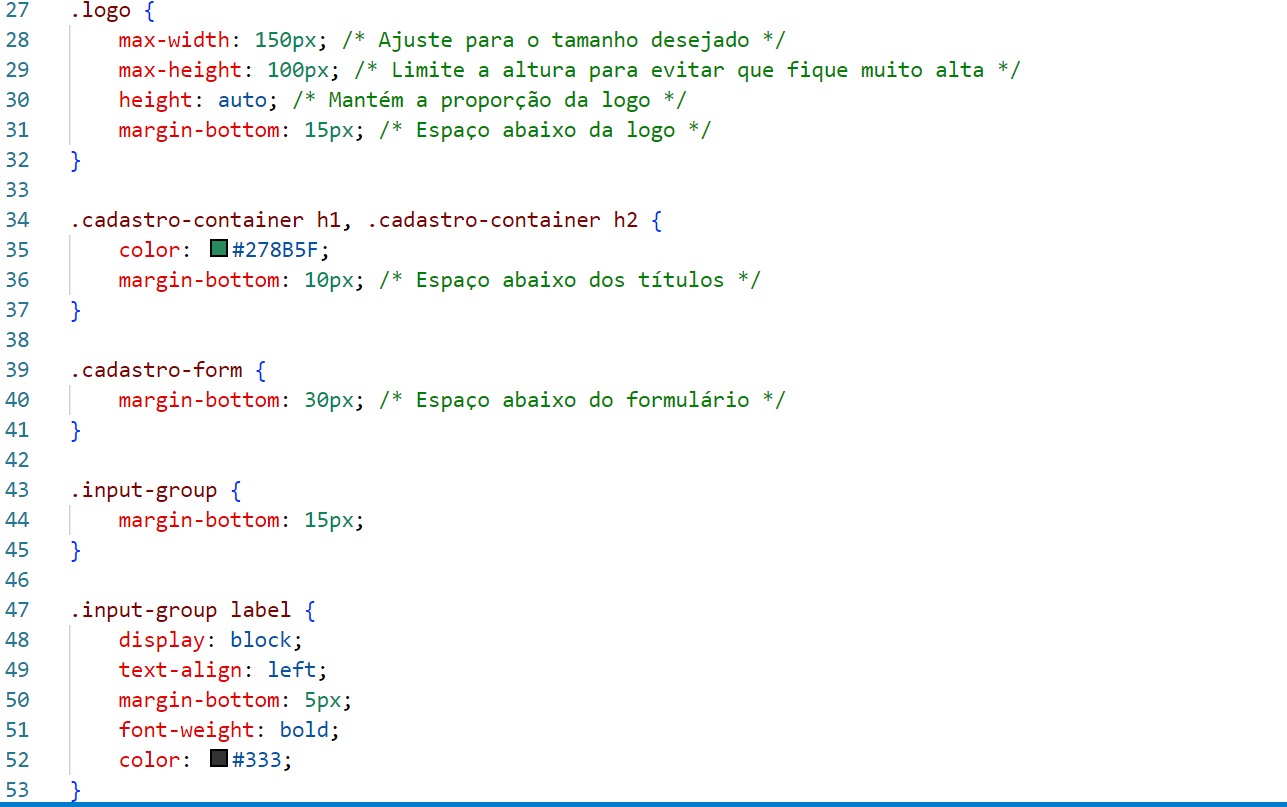 27 .logo {
28 max-width: 150px; /* Ajuste para o tamanho desejado */
29 max-height: 100px; /* Limite a altura para evitar que fique muito alta */
30 height: auto; /* Mantém a proporção da logo */
31 margin-bottom: 15px; /* Espaço abaixo da logo */
32 }
33
34 .cadastro-container h1, .cadastro-container h2 {
35 color: #278B5F;
36 margin-bottom: 10px; /* Espaço abaixo dos títulos */
37 }
38
39 .cadastro-form {
40 margin-bottom: 30px; /* Espaço abaixo do formulário */
41 }
42
43 .input-group {
44 margin-bottom: 15px;
45 }
46
47 .input-group label {
48 display: block;
49 text-align: left;
50 margin-bottom: 5px;
51 font-weight: bold;
52 color: #333;
53 }